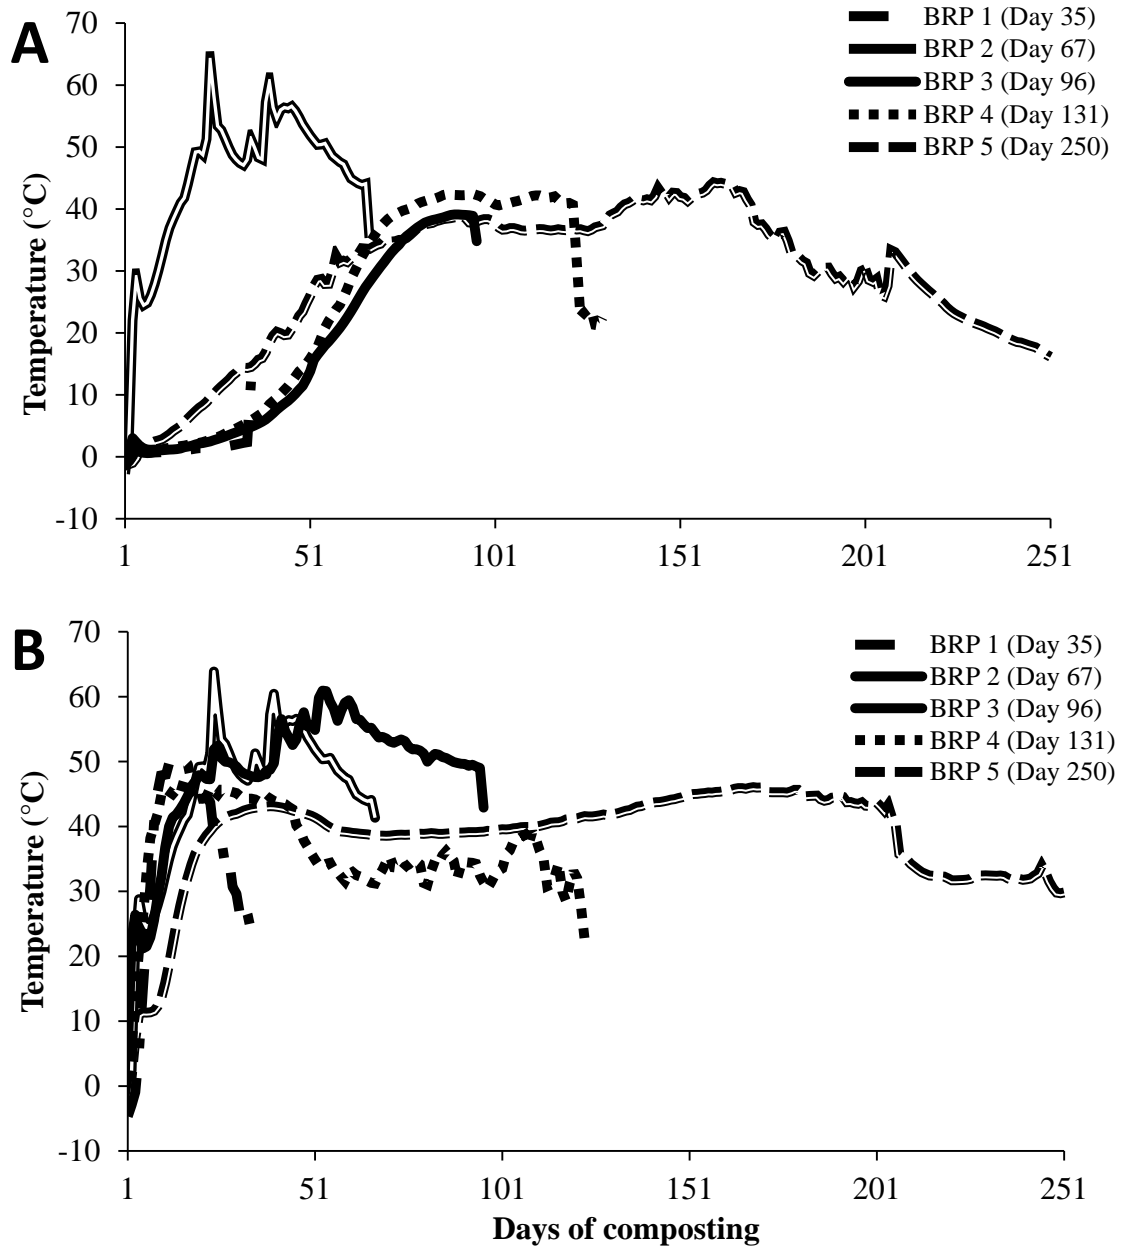 A
Temperature (°C)
70
60
50
40
30
20
10
0
-10
1
51
101
151
201
251
BRP 1 (Day 35)
BRP 2 (Day 67)
BRP 3 (Day 96)
BRP 4 (Day 131)
BRP 5 (Day 250)
B
Temperature (°C)
70
60
50
40
30
20
10
0
-10
1
51
101
151
201
251
BRP 1 (Day 35)
BRP 2 (Day 67)
BRP 3 (Day 96)
BRP 4 (Day 131)
BRP 5 (Day 250)
Days of composting